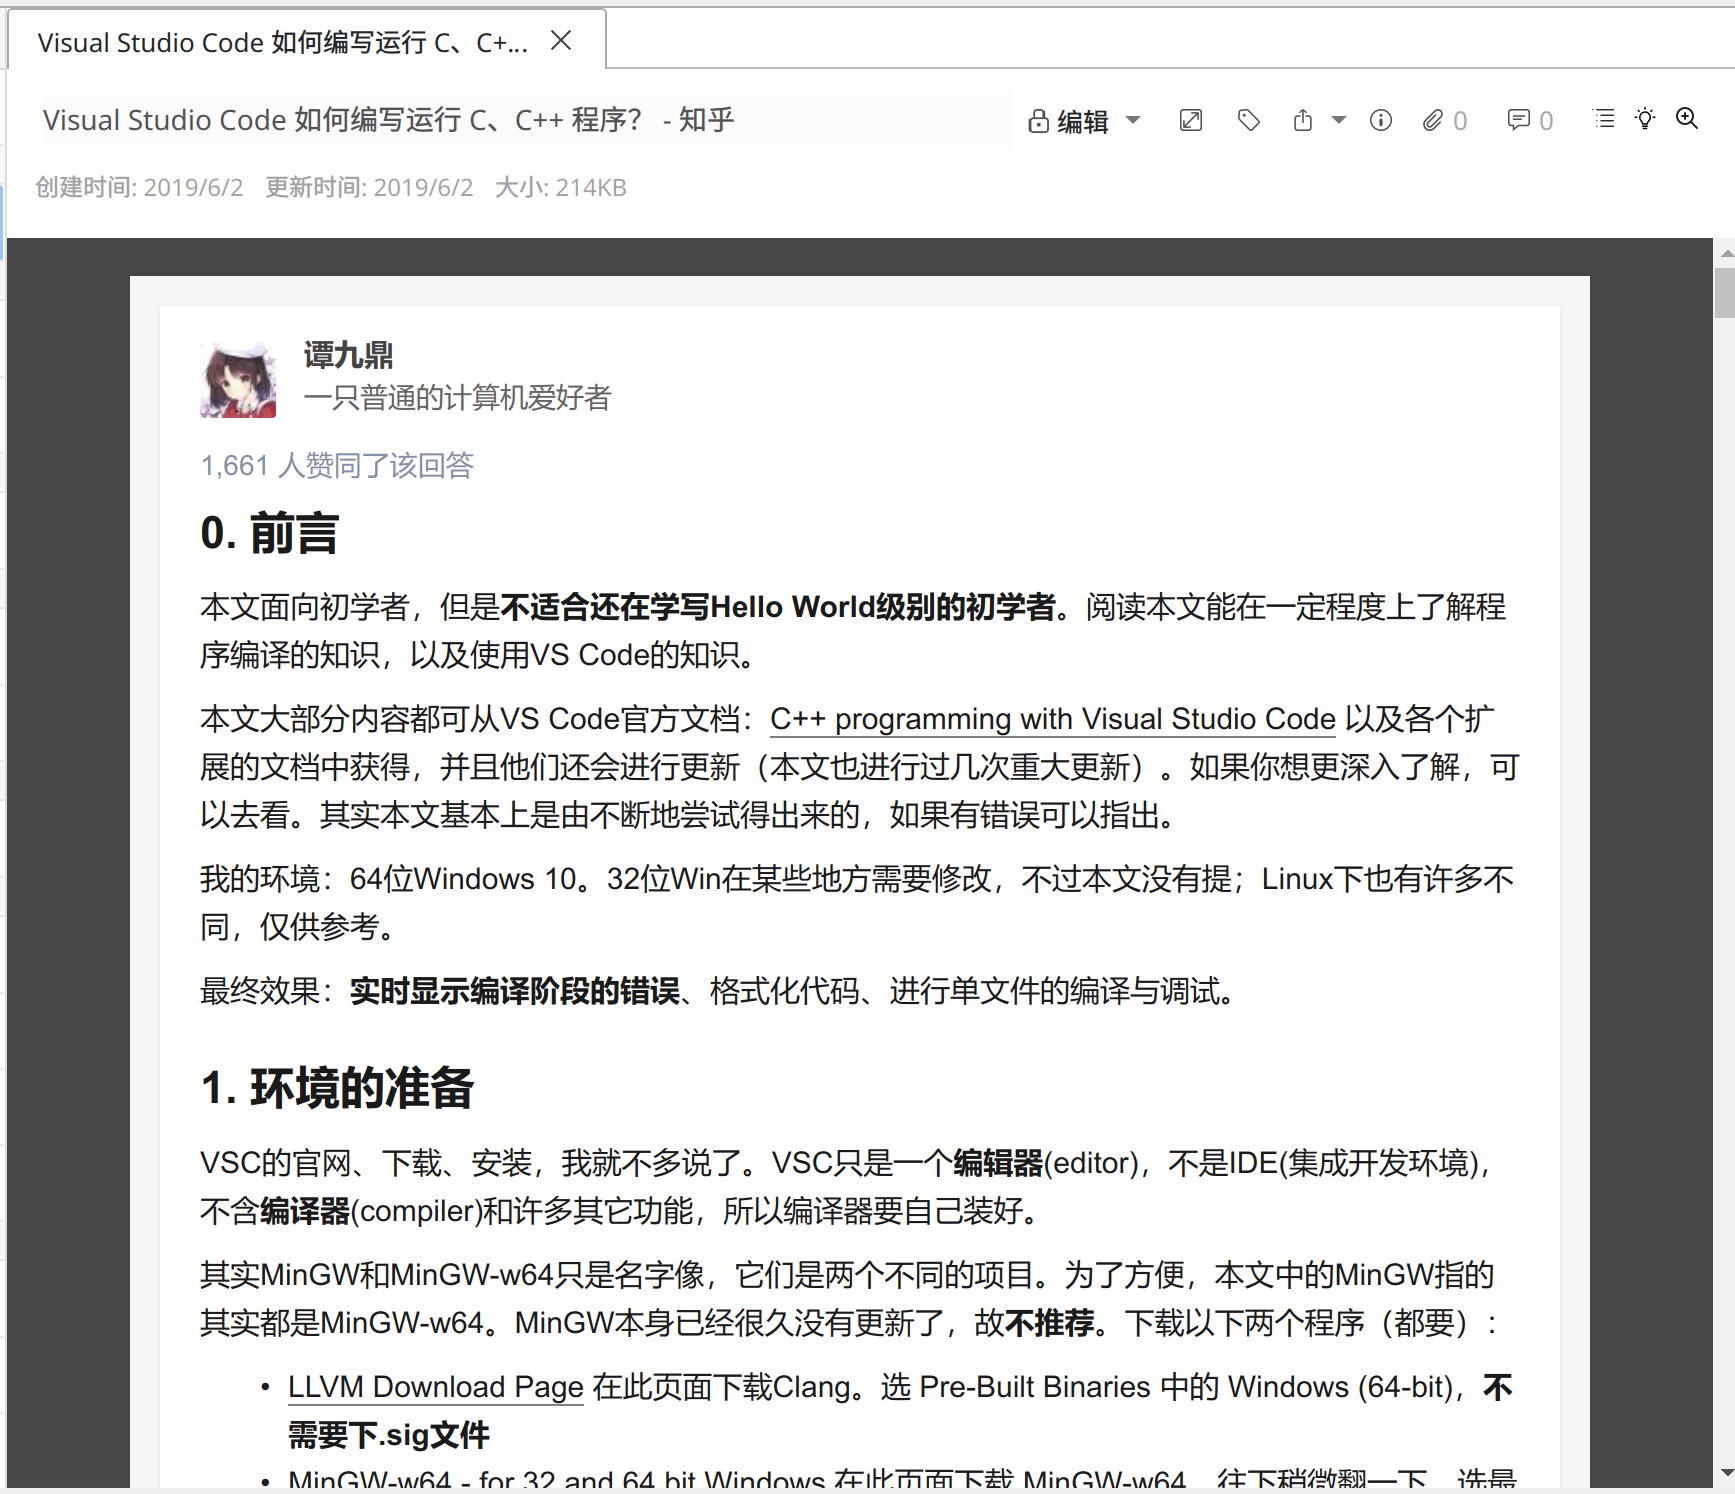 Visual Studio Code 如何编写运行 C、C+...
Visual Studio Code 如何编写运行 C、C++ 程序？ - 知乎
编辑
0
0
创建时间: 2019/6/2 更新时间: 2019/6/2 大小: 214KB
谭九鼎
一只普通的计算机爱好者
1,661 人赞同了该回答
0. 前言
本文面向初学者，但是不适合还在学写Hello World级别的初学者。阅读本文能在一定程度上了解程
序编译的知识，以及使用VS Code的知识。
本文大部分内容都可从VS Code官方文档：C++ programming with Visual Studio Code 以及各个扩
展的文档中获得，并且他们还会进行更新（本文也进行过几次重大更新）。如果你想更深入了解，可
以去看。其实本文基本上是由不断地尝试得出来的，如果有错误可以指出。
我的环境：64位Windows 10。32位Win在某些地方需要修改，不过本文没有提；Linux下也有许多不
同，仅供参考。
最终效果：实时显示编译阶段的错误、格式化代码、进行单文件的编译与调试。
1. 环境的准备
VSC的官网、下载、安装，我就不多说了。VSC只是一个编辑器(editor)，不是IDE(集成开发环境)，
不含编译器(compiler)和许多其它功能，所以编译器要自己装好。
其实MinGW和MinGW-w64只是名字像，它们是两个不同的项目。为了方便，本文中的MinGW指的
其实都是MinGW-w64。MinGW本身已经很久没有更新了，故不推荐。下载以下两个程序（都要）：
• LLVM Download Page 在此页面下载Clang。选 Pre-Built Binaries 中的 Windows (64-bit)，不
需要下.sig文件
• MinGW-w64 - for 32 and 64 bit Windows 在此页面下载 MinGW-w64，往下稍微翻一下，选最